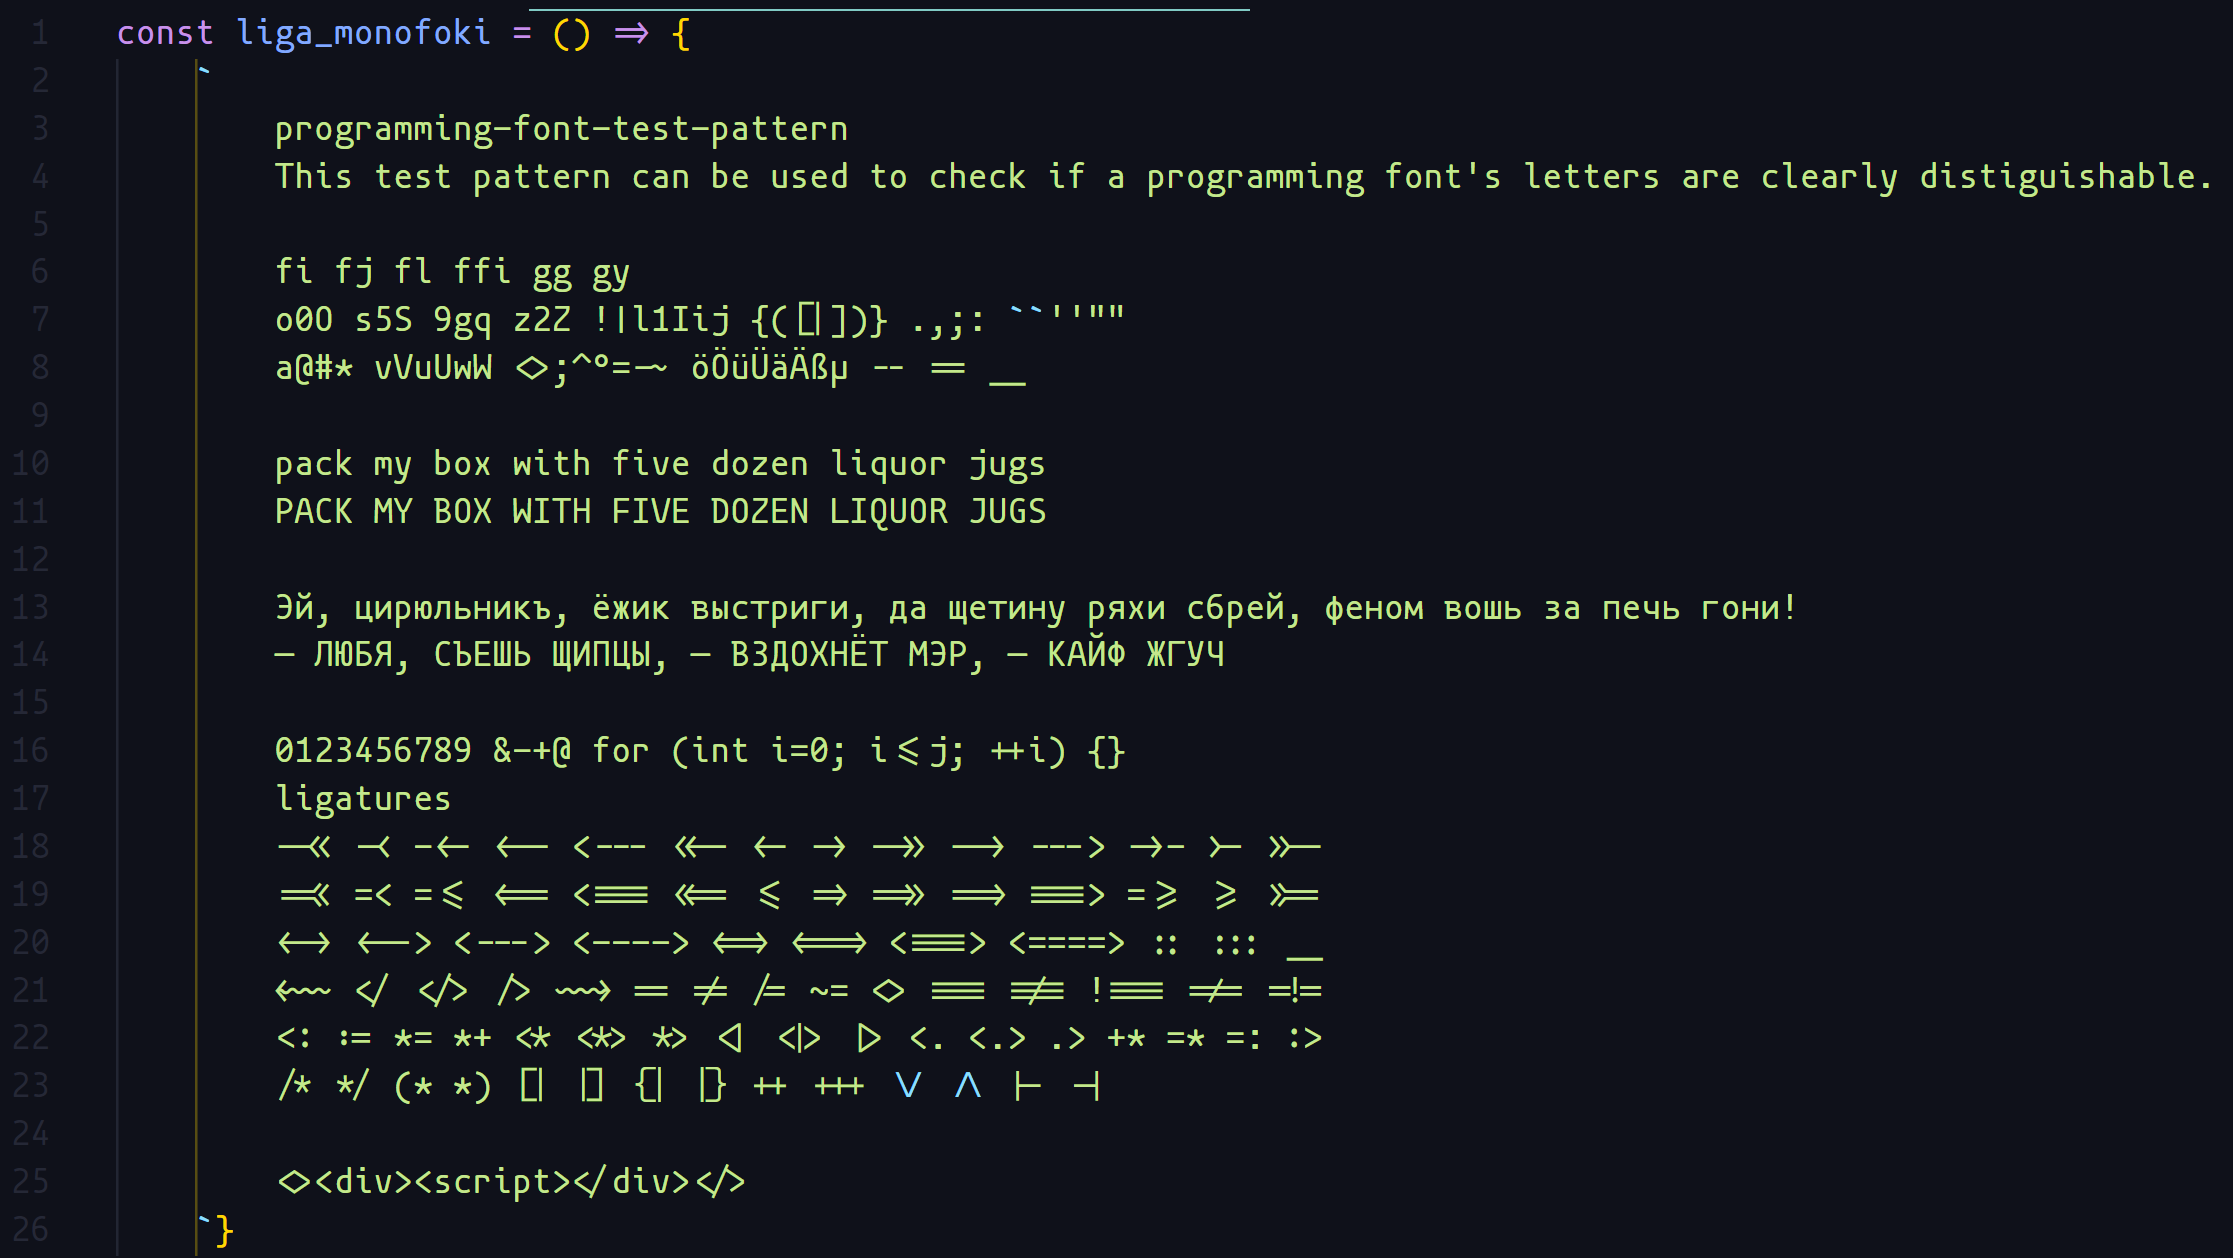 1 const liga_monofoki = () => {
2 `
3 programming-font-test-pattern
4 This test pattern can be used to check if a programming font's letters are clearly distiguishable.
5
6 fi fj fl ffi gg gy
7 o0O s5S 9gq z2Z !|l1Iij {([|])} .,;: ``''""
8 a@#* vVuUwW <>;^°=-~ öÖüÜäÄßµ -- == __
9
10 pack my box with five dozen liquor jugs
11 PACK MY BOX WITH FIVE DOZEN LIQUOR JUGS
12
13 Эй, цирюльникъ, ёжик выстриги, да щетину ряхи сбрей, феном вошь за печь гони!
14 — ЛЮБЯ, СЪЕШЬ ЩИПЦЫ, — ВЗДОХНЁТ МЭР, — КАЙФ ЖГУЧ
15
16 0123456789 &-+@ for (int i=0; i<=j; ++i) {}
17 ligatures
18 -<< -< -<- <-- <--- <<- <- -> ->> --> ---> ->- >- >>-
19 =<< =< =<= <== <=== <<= <= => =>> ==> ===> =>= >= >>=
20 <-> <--> <---> <----> <=> <==> <===> <====> :: ::: __
21 <~~ </ </> /> ~~> == != /= ~= <> === !== !=== =/= =!=
22 <: := *= *+ <* <*> *> <| <|> |> <. <.> .> +* =* =: :>
23 /* */ (* *) [| |] {| |} ++ +++ \/ /\ |- -|
24
25 <><div><script></div></>
26 `}